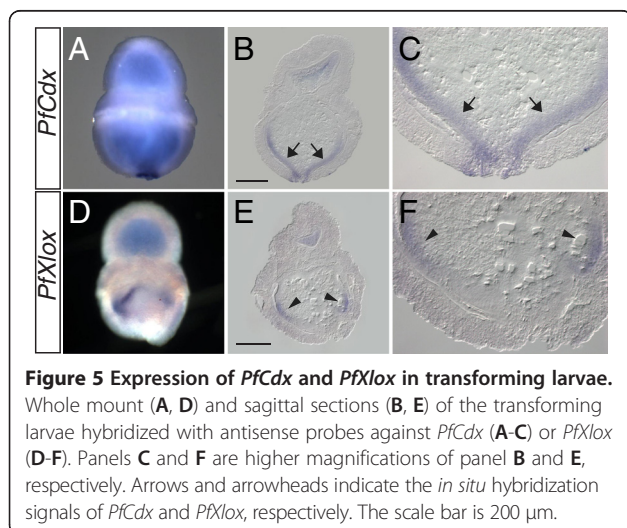 PfCdx
A
B
C
PfXlox
D
E
F
Figure 5 Expression of PfCdx and PfXlox in transforming larvae.
Whole mount (A, D) and sagittal sections (B, E) of the transforming
larvae hybridized with antisense probes against PfCdx (A-C) or PfXlox
(D-F). Panels C and F are higher magnifications of panel B and E,
respectively. Arrows and arrowheads indicate the in situ hybridization
signals of PfCdx and PfXlox, respectively. The scale bar is 200 μm.